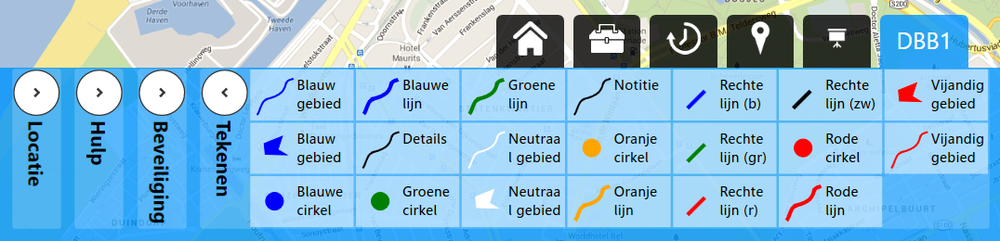 Derde
Haven
Voorhaven
Tweede
Haven
Frankenstraat
Van Aerssenstraat
Frankenslag
Doornstraat
Hotel
Maurits
S200
DBB1
Locatie
Hulp
Beveiliging
Tekenen
Blauw
gebied
Blauwe
lijn
Groene
lijn
Notitie
Rechte
lijn (b)
Rechte
lijn (zw)
Vijandig
gebied
Blauw
gebied
Details
Neutraa
l gebied
Oranje
cirkel
Rechte
lijn (gr)
Rode
cirkel
Vijandig
gebied
Blauwe
cirkel
Groene
cirkel
Neutraa
l gebied
Oranje
lijn
Rechte
lijn (r)
Rode
lijn
S100